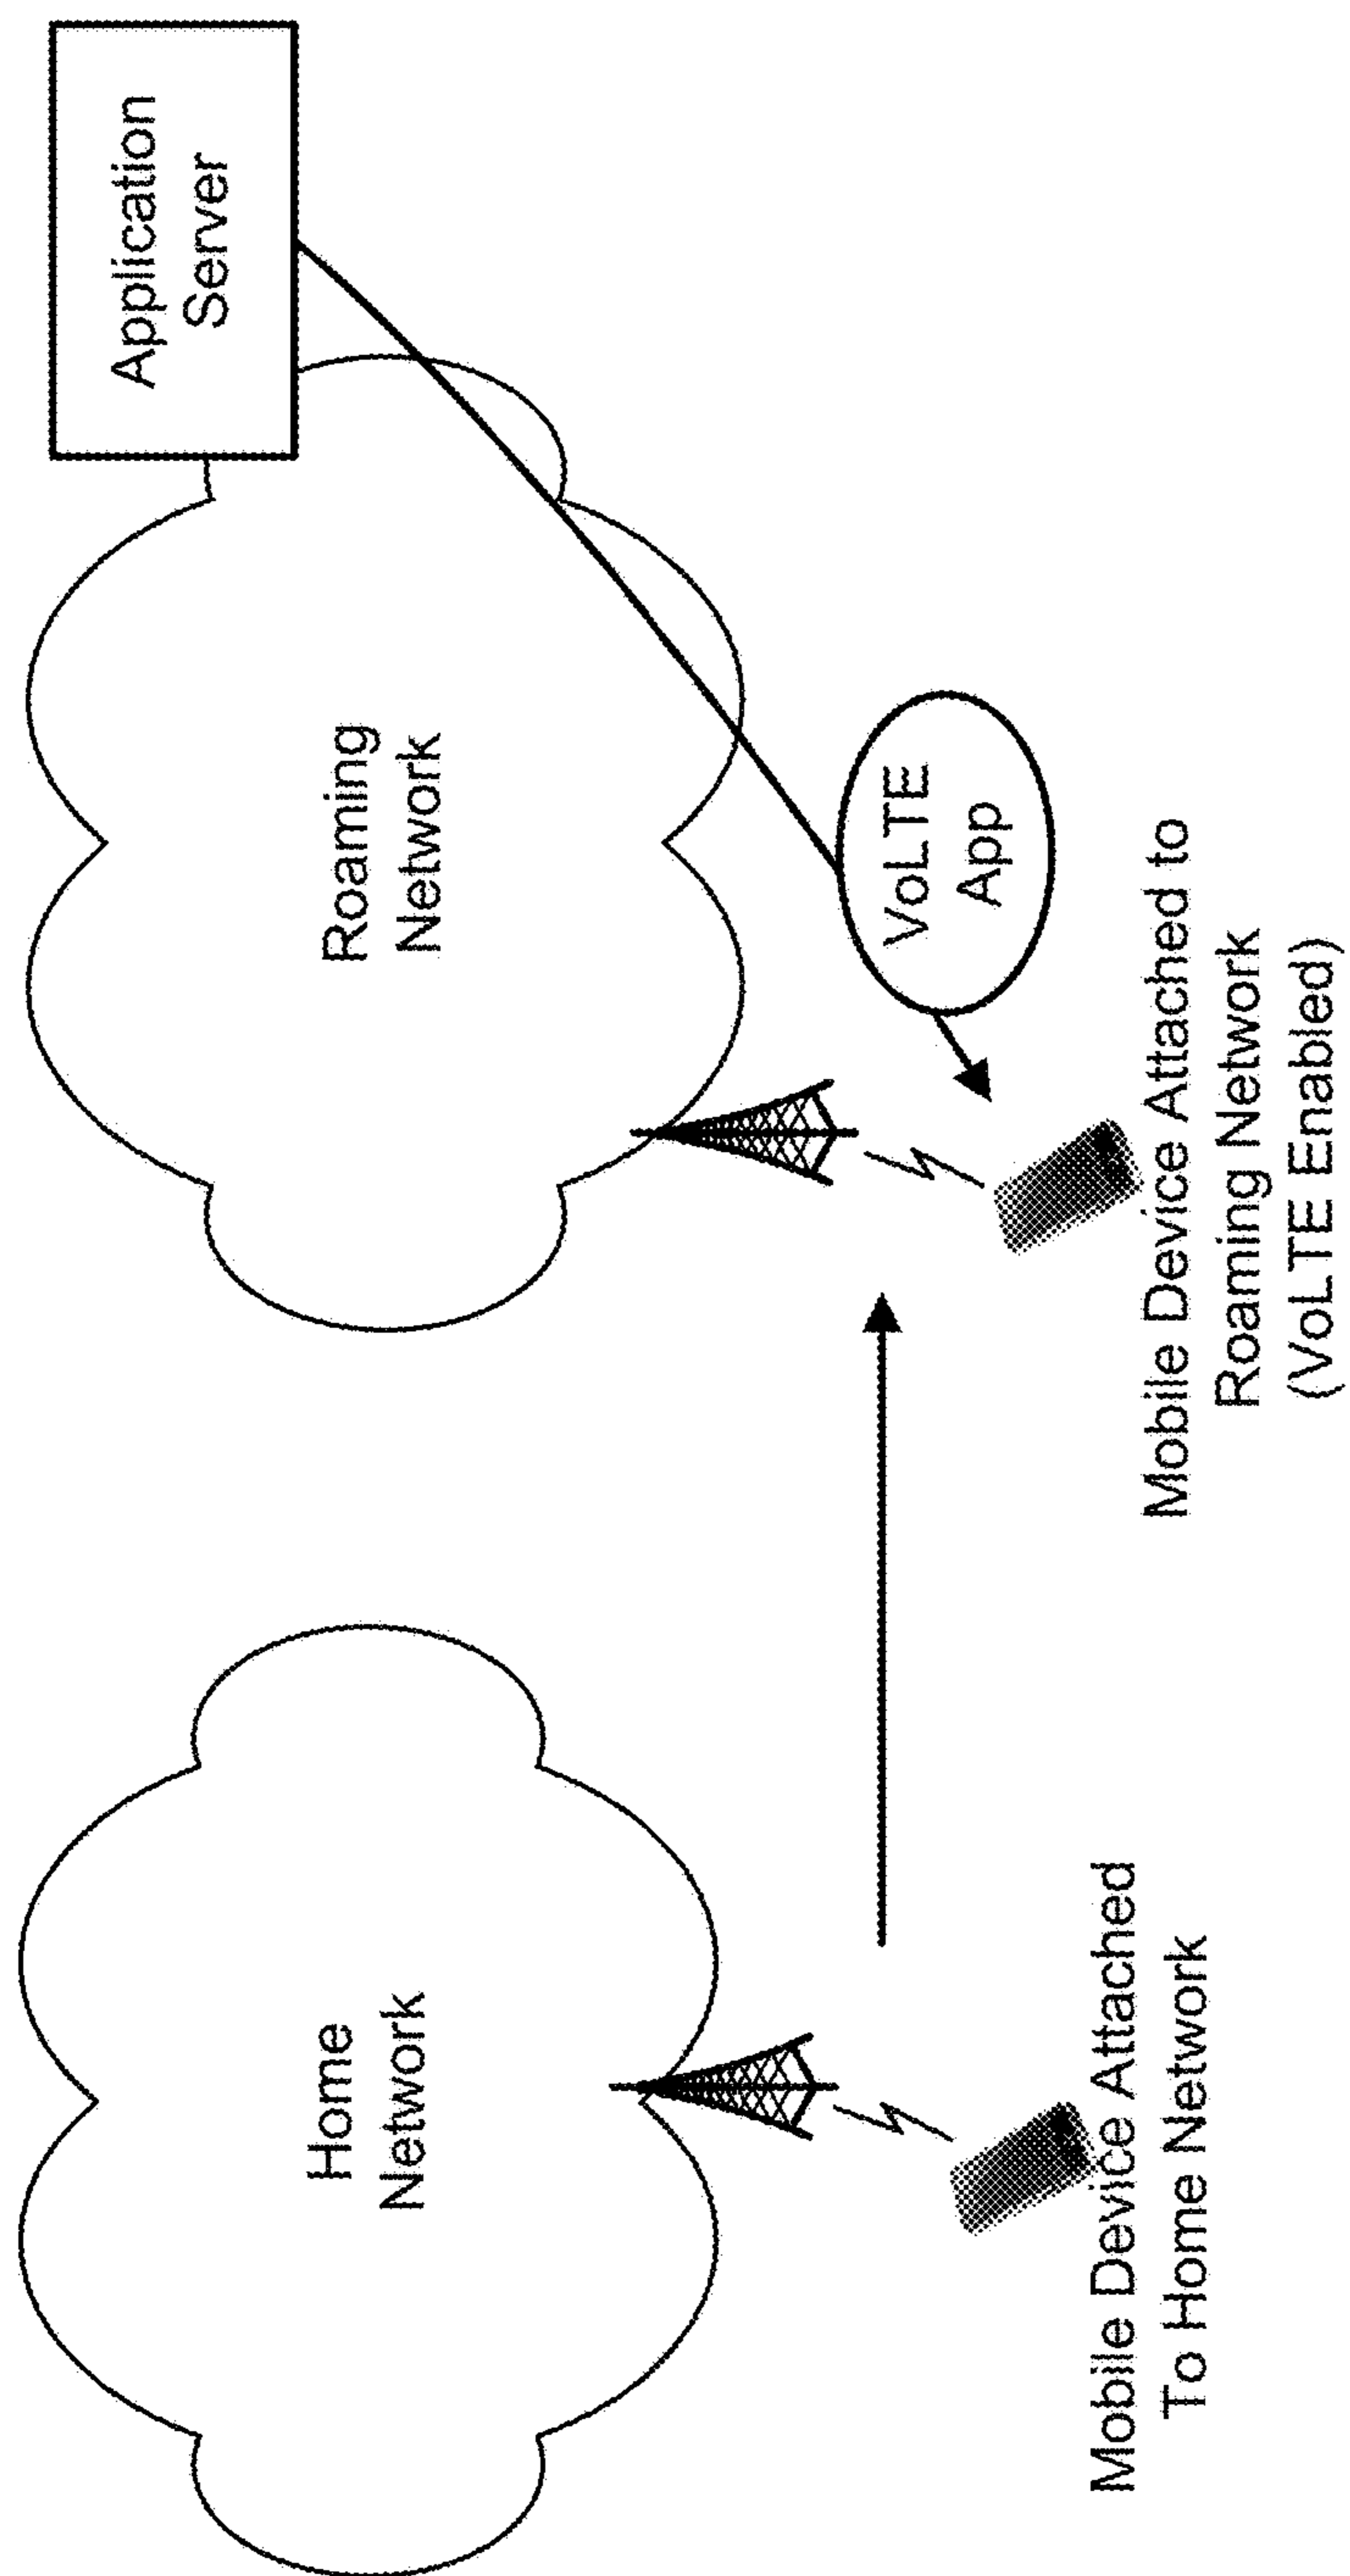 Home
Network
Mobile Device Attached
To Home Network
Roaming
Network
Application
Server
VoLTE
App
Mobile Device Attached to
Roaming Network
(VoLTE Enabled)